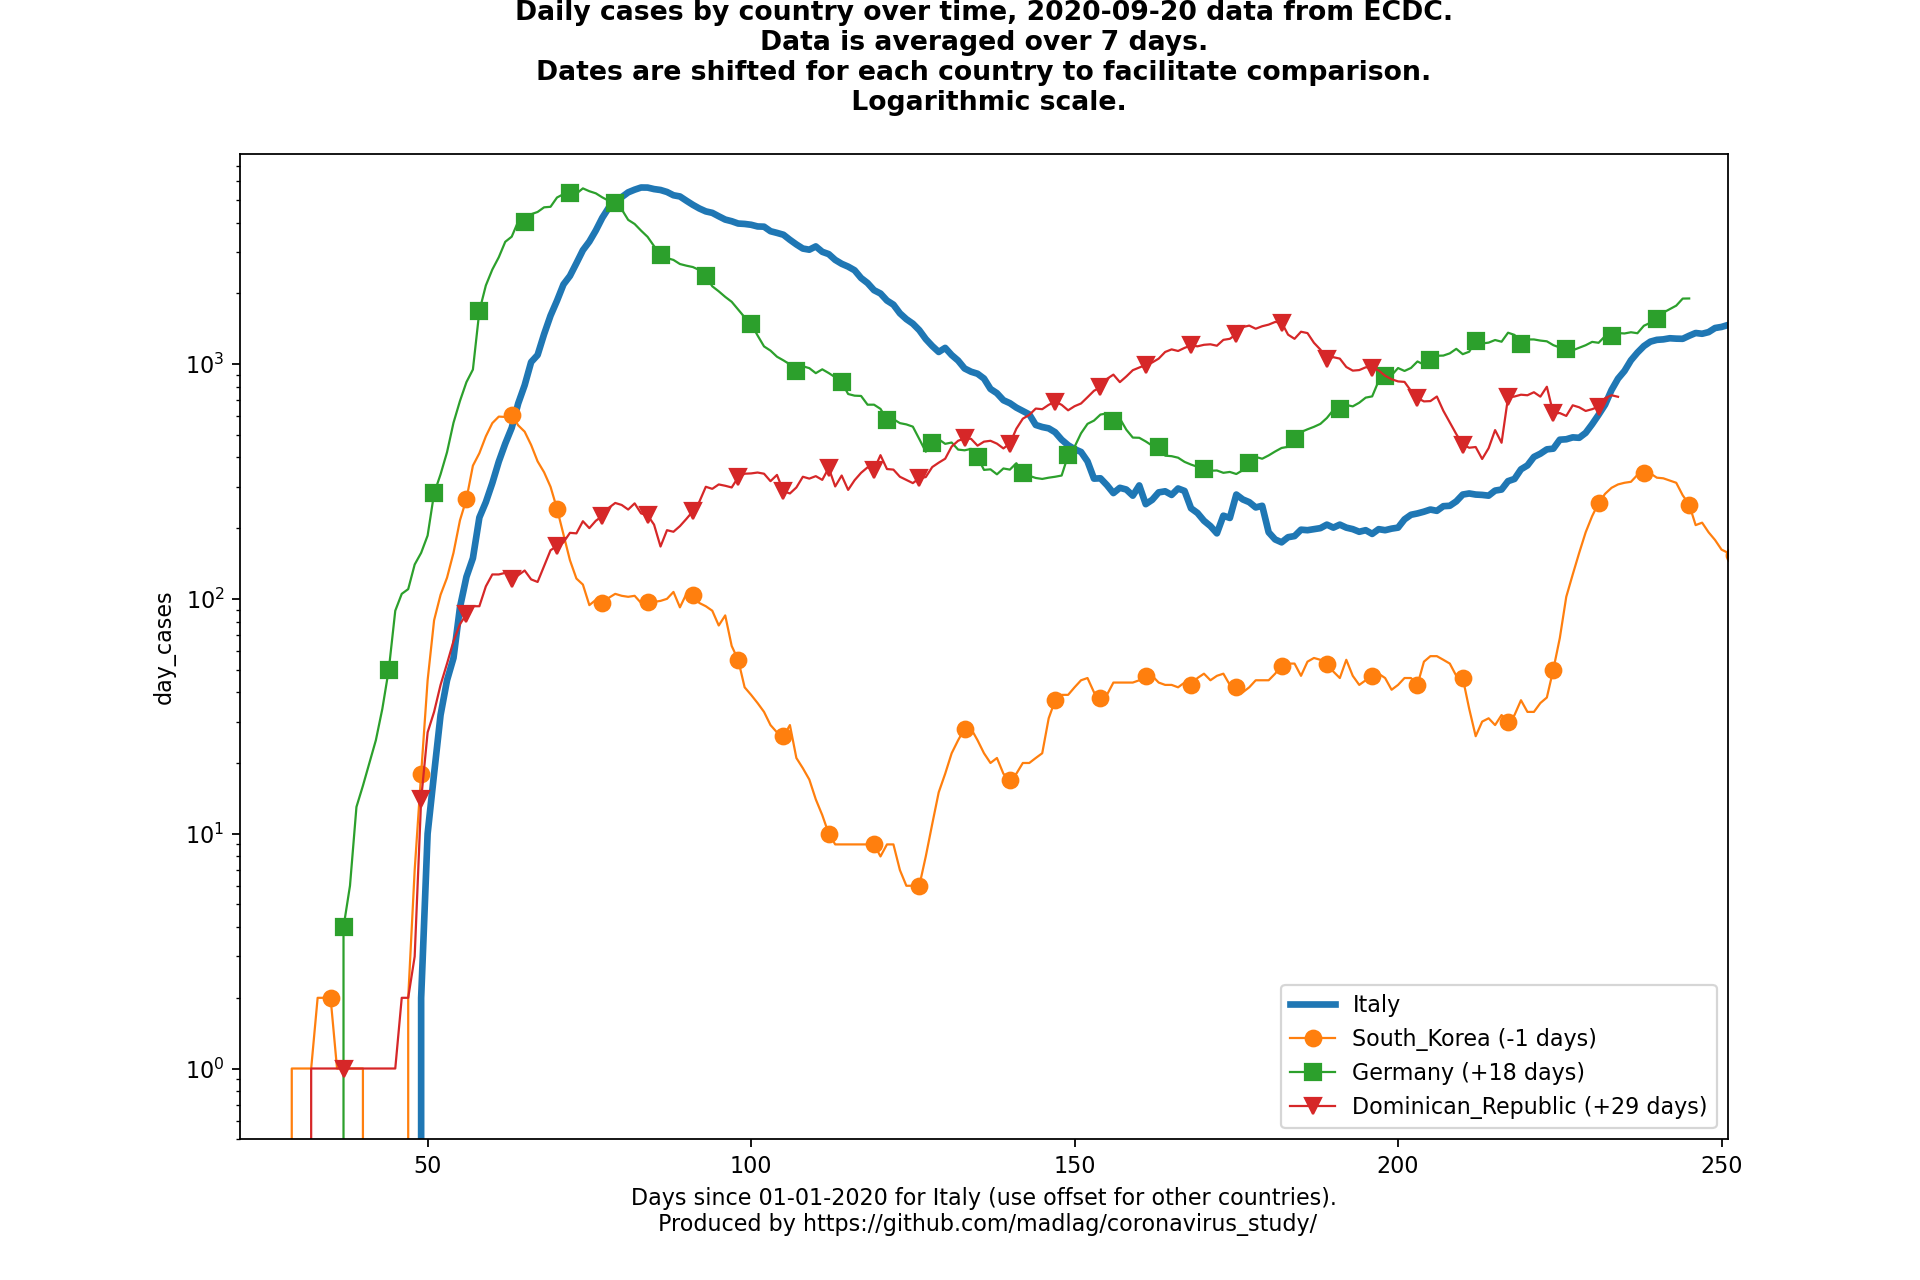 Daily cases by country over time, 2020-09-20 data from ECDC.
Data is averaged over 7 days.
Dates are shifted for each country to facilitate comparison.
Logarithmic scale.
10³
10²
10¹
10⁰
day_cases
Italy
South_Korea (-1 days)
Germany (+18 days)
Dominican_Republic (+29 days)
50 100 150 200 250
Days since 01-01-2020 for Italy (use offset for other countries).
Produced by https://github.com/madlag/coronavirus_study/